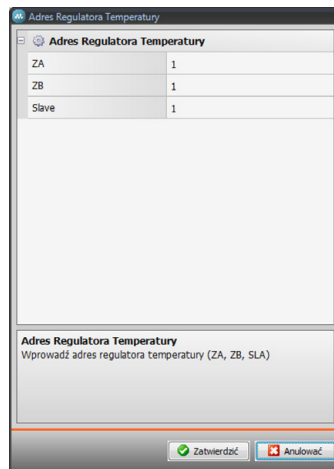 Adres Regulatora Temperatury
Adres Regulatora Temperatury
ZA 1
ZB 1
Slave 1
Adres Regulatora Temperatury
Wprowadź adres regulatora temperatury (ZA, ZB, SLA)
Zatwierdzić Anulować